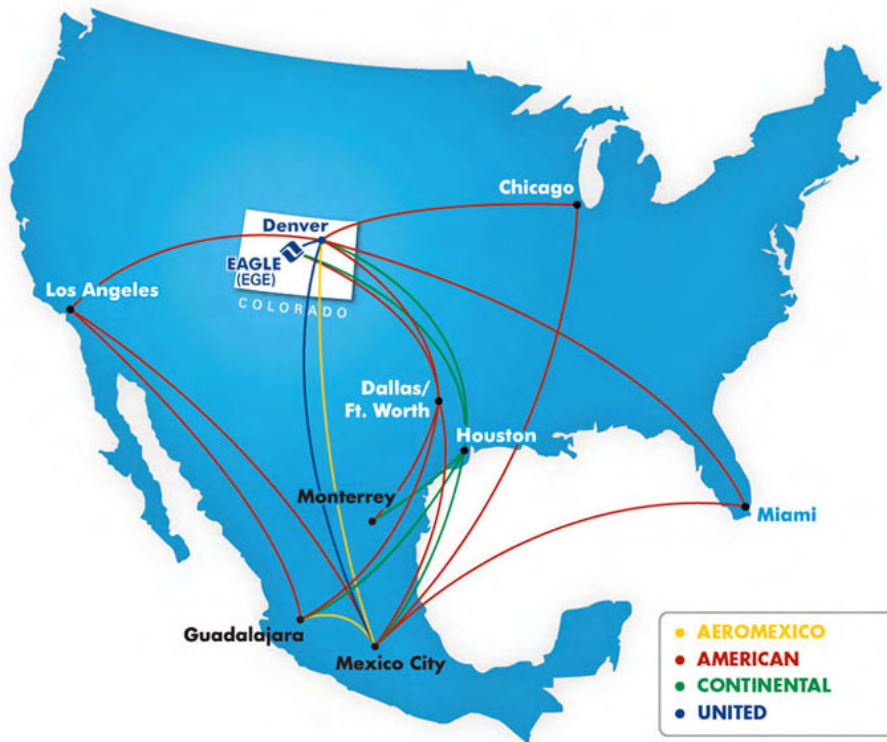 Chicago
Denver
EAGLE
(EGE)
COLORADO
Los Angeles
Dallas/
Ft. Worth
Houston
Monterrey
Miami
Guadalajara
Mexico City
AEROMEXICO
AMERICAN
CONTINENTAL
UNITED